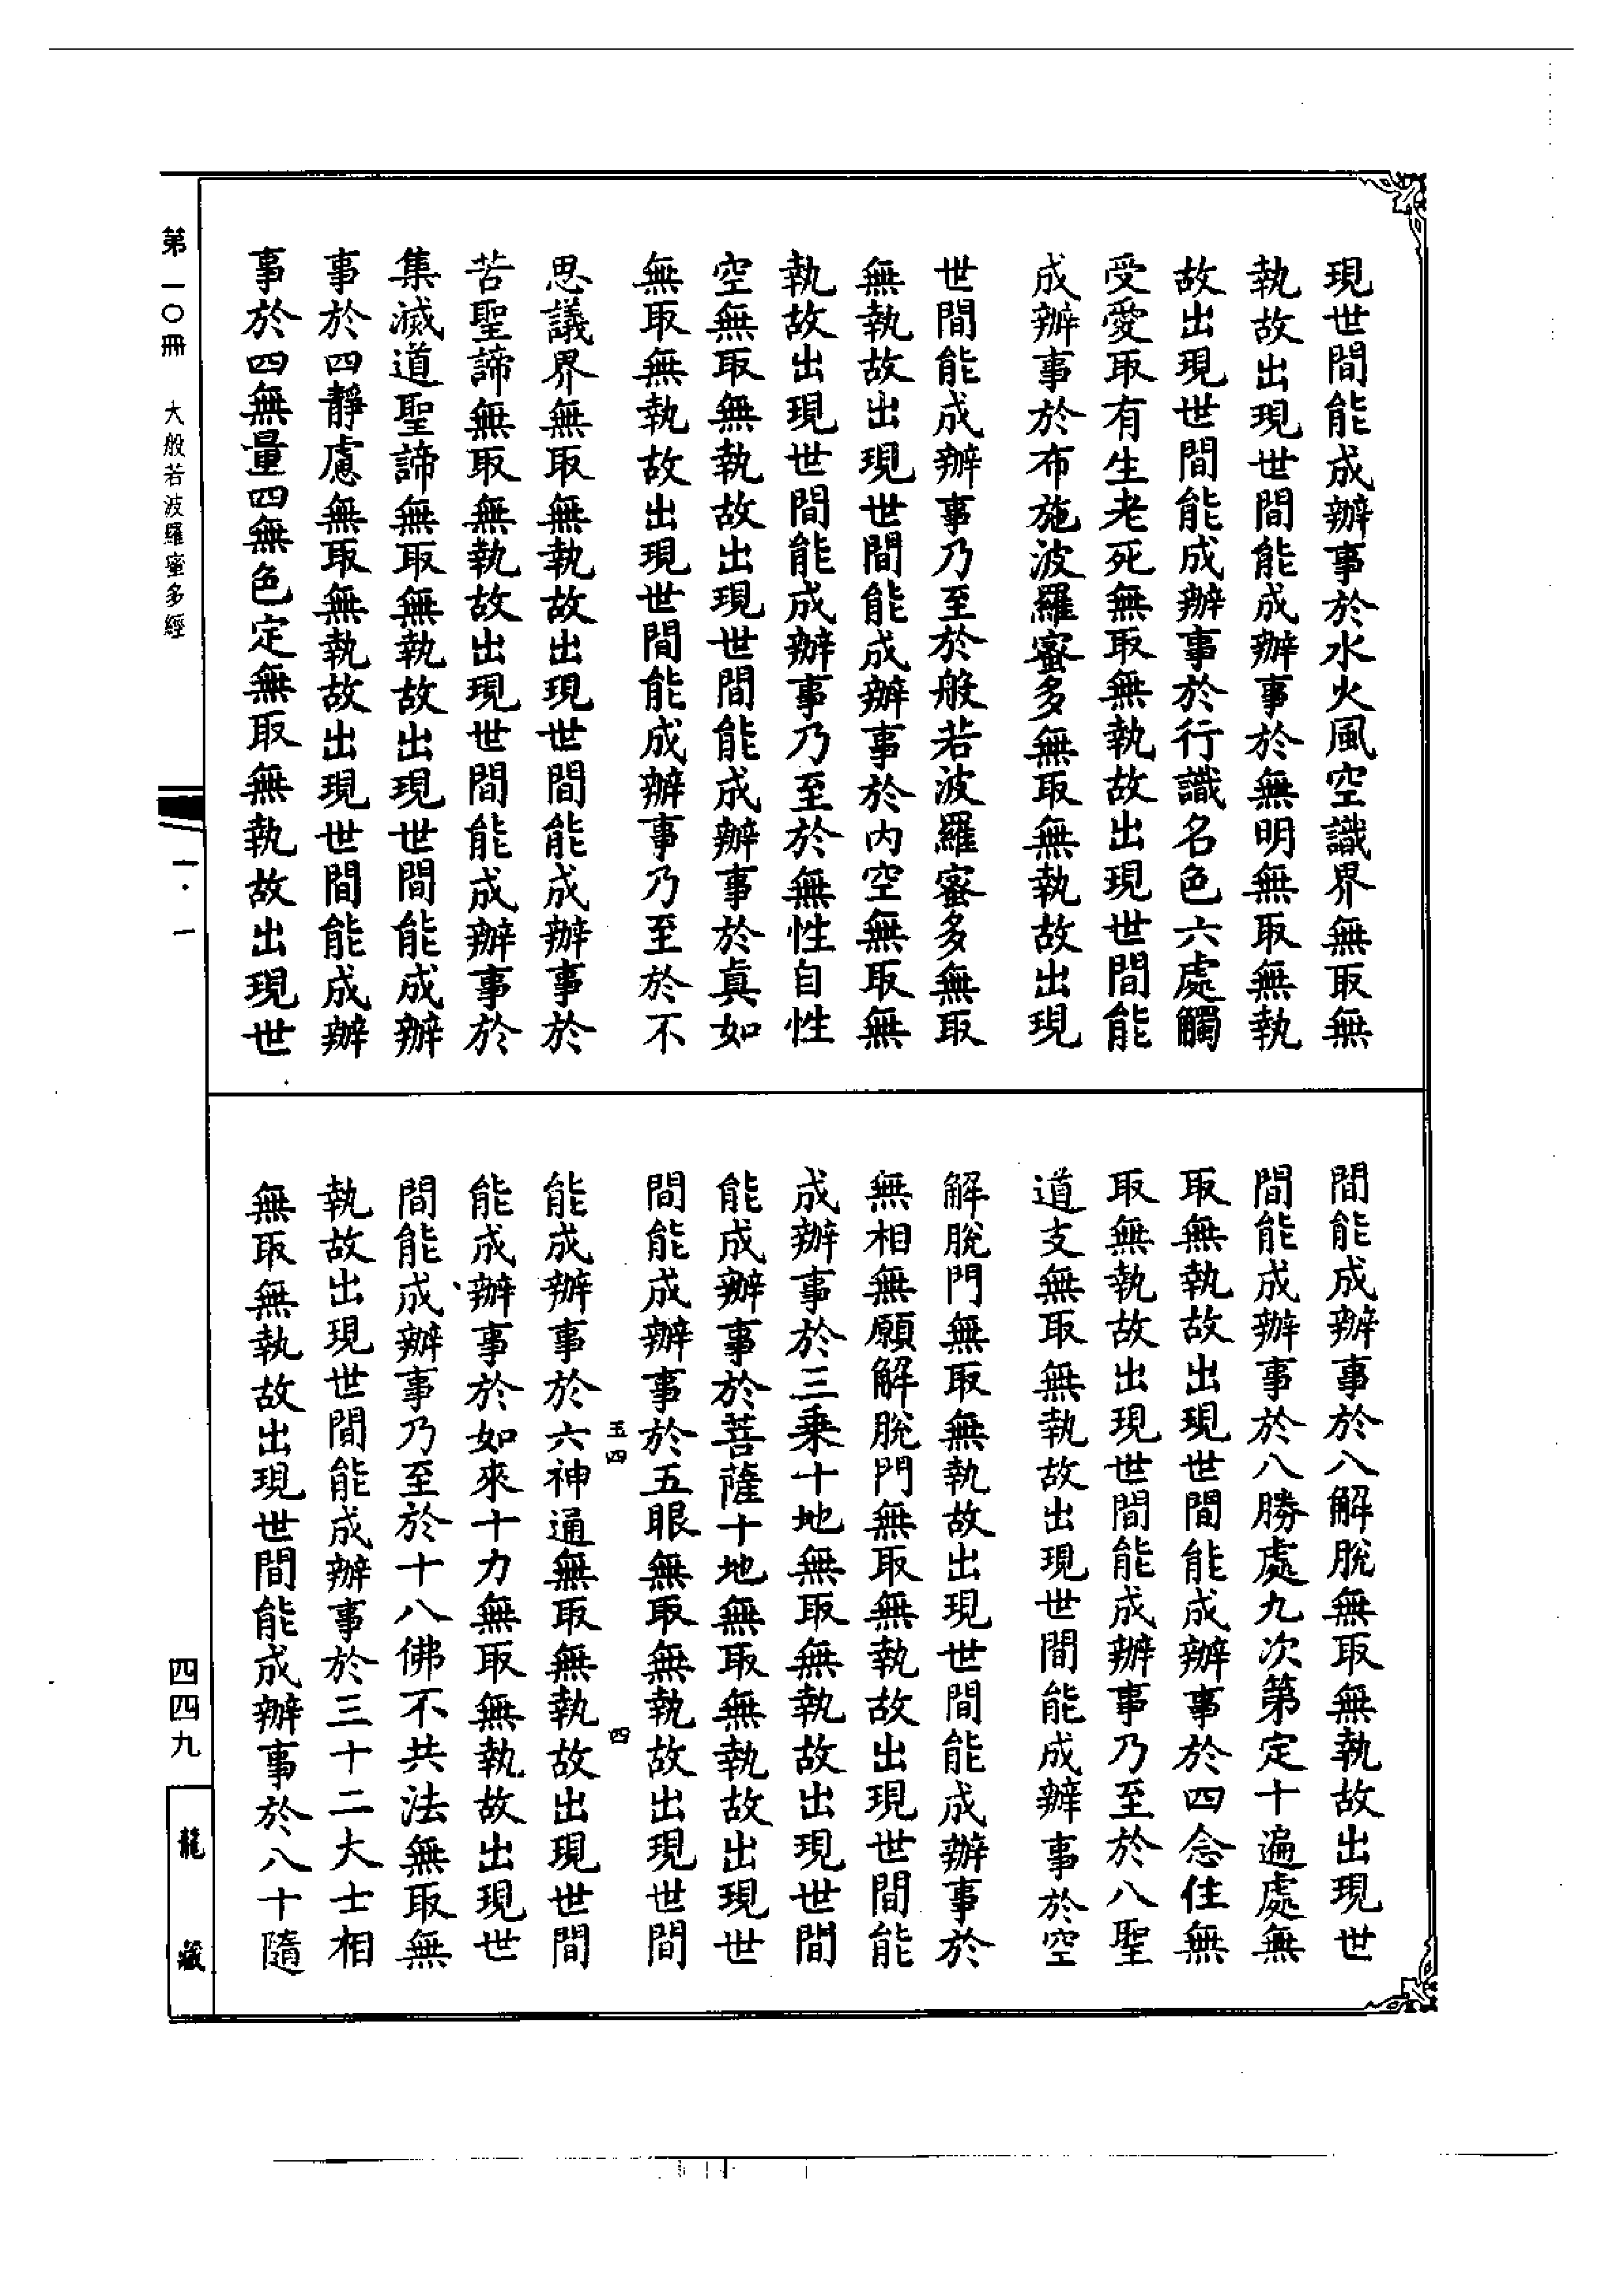 現世間能成辦事於水火風空識界無取無
執故出現世間能成辦事於無明無取無執
故出現世間能成辦事於行識名色六處觸
受愛取有生老死無取無執故出現世間能
成辦事於布施波羅蜜多無取無執故出現
世間能成辦事乃至於般若波羅蜜多無取
無執故出現世間能成辦事於內空無取無
執故出現世間能成辦事乃至於無性自性
空無取無執故出現世間能成辦事於真如
無取無執故出現世間能成辦事乃至於不
思議界無取無執故出現世間能成辦事於
苦聖諦無取無執故出現世間能成辦事於
集滅道聖諦無取無執故出現世間能成辦
事於四靜慮無取無執故出現世間能成辦
事於四無量四無色定無取無執故出現世
間能成辦事於八解脫無取無執故出現世
間能成辦事於八勝處九次第定十遍處無
取無執故出現世間能成辦事於四念住無
取無執故出現世間能成辦事乃至於八聖
道支無取無執故出現世間能成辦事於空
解脫門無取無執故出現世間能成辦事於
無相無願解脫門無取無執故出現世間能
成辦事於三乘十地無取無執故出現世間
能成辦事於菩薩十地無取無執故出現世
間能成辦事於五眼無取無執故出現世間
玉四
四
能成辦事於六神通無取無執故出現世間
能成辦事於如來十力無取無執故出現世
間能成辦事乃至於十八佛不共法無取無
執故出現世間能成辦事於三十二大士相
無取無執故出現世間能成辦事於八十隨
第一〇冊 大般若波羅蜜多經
一·一
四四九
龍藏